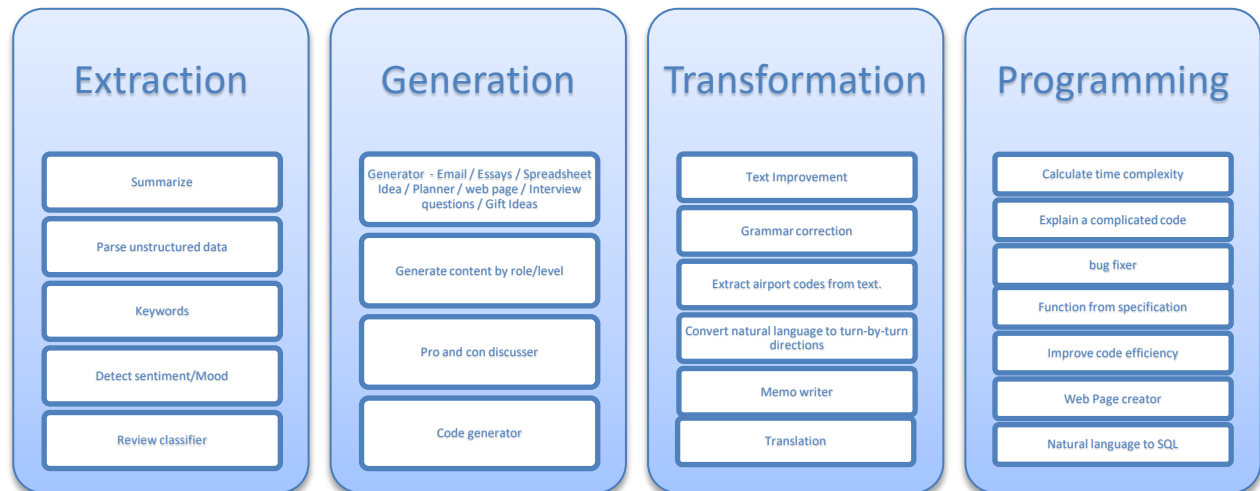 Extraction
Summarize
Parse unstructured data
Keywords
Detect sentiment/Mood
Review classifier
Generation
Generator - Email / Essays / Spreadsheet
Idea / Planner / web page / Interview
questions / Gift Ideas
Generate content by role/level
Pro and con discusser
Code generator
Transformation
Text Improvement
Grammar correction
Extract airport codes from text.
Convert natural language to turn-by-turn
directions
Memo writer
Translation
Programming
Calculate time complexity
Explain a complicated code
bug fixer
Function from specification
Improve code efficiency
Web Page creator
Natural language to SQL